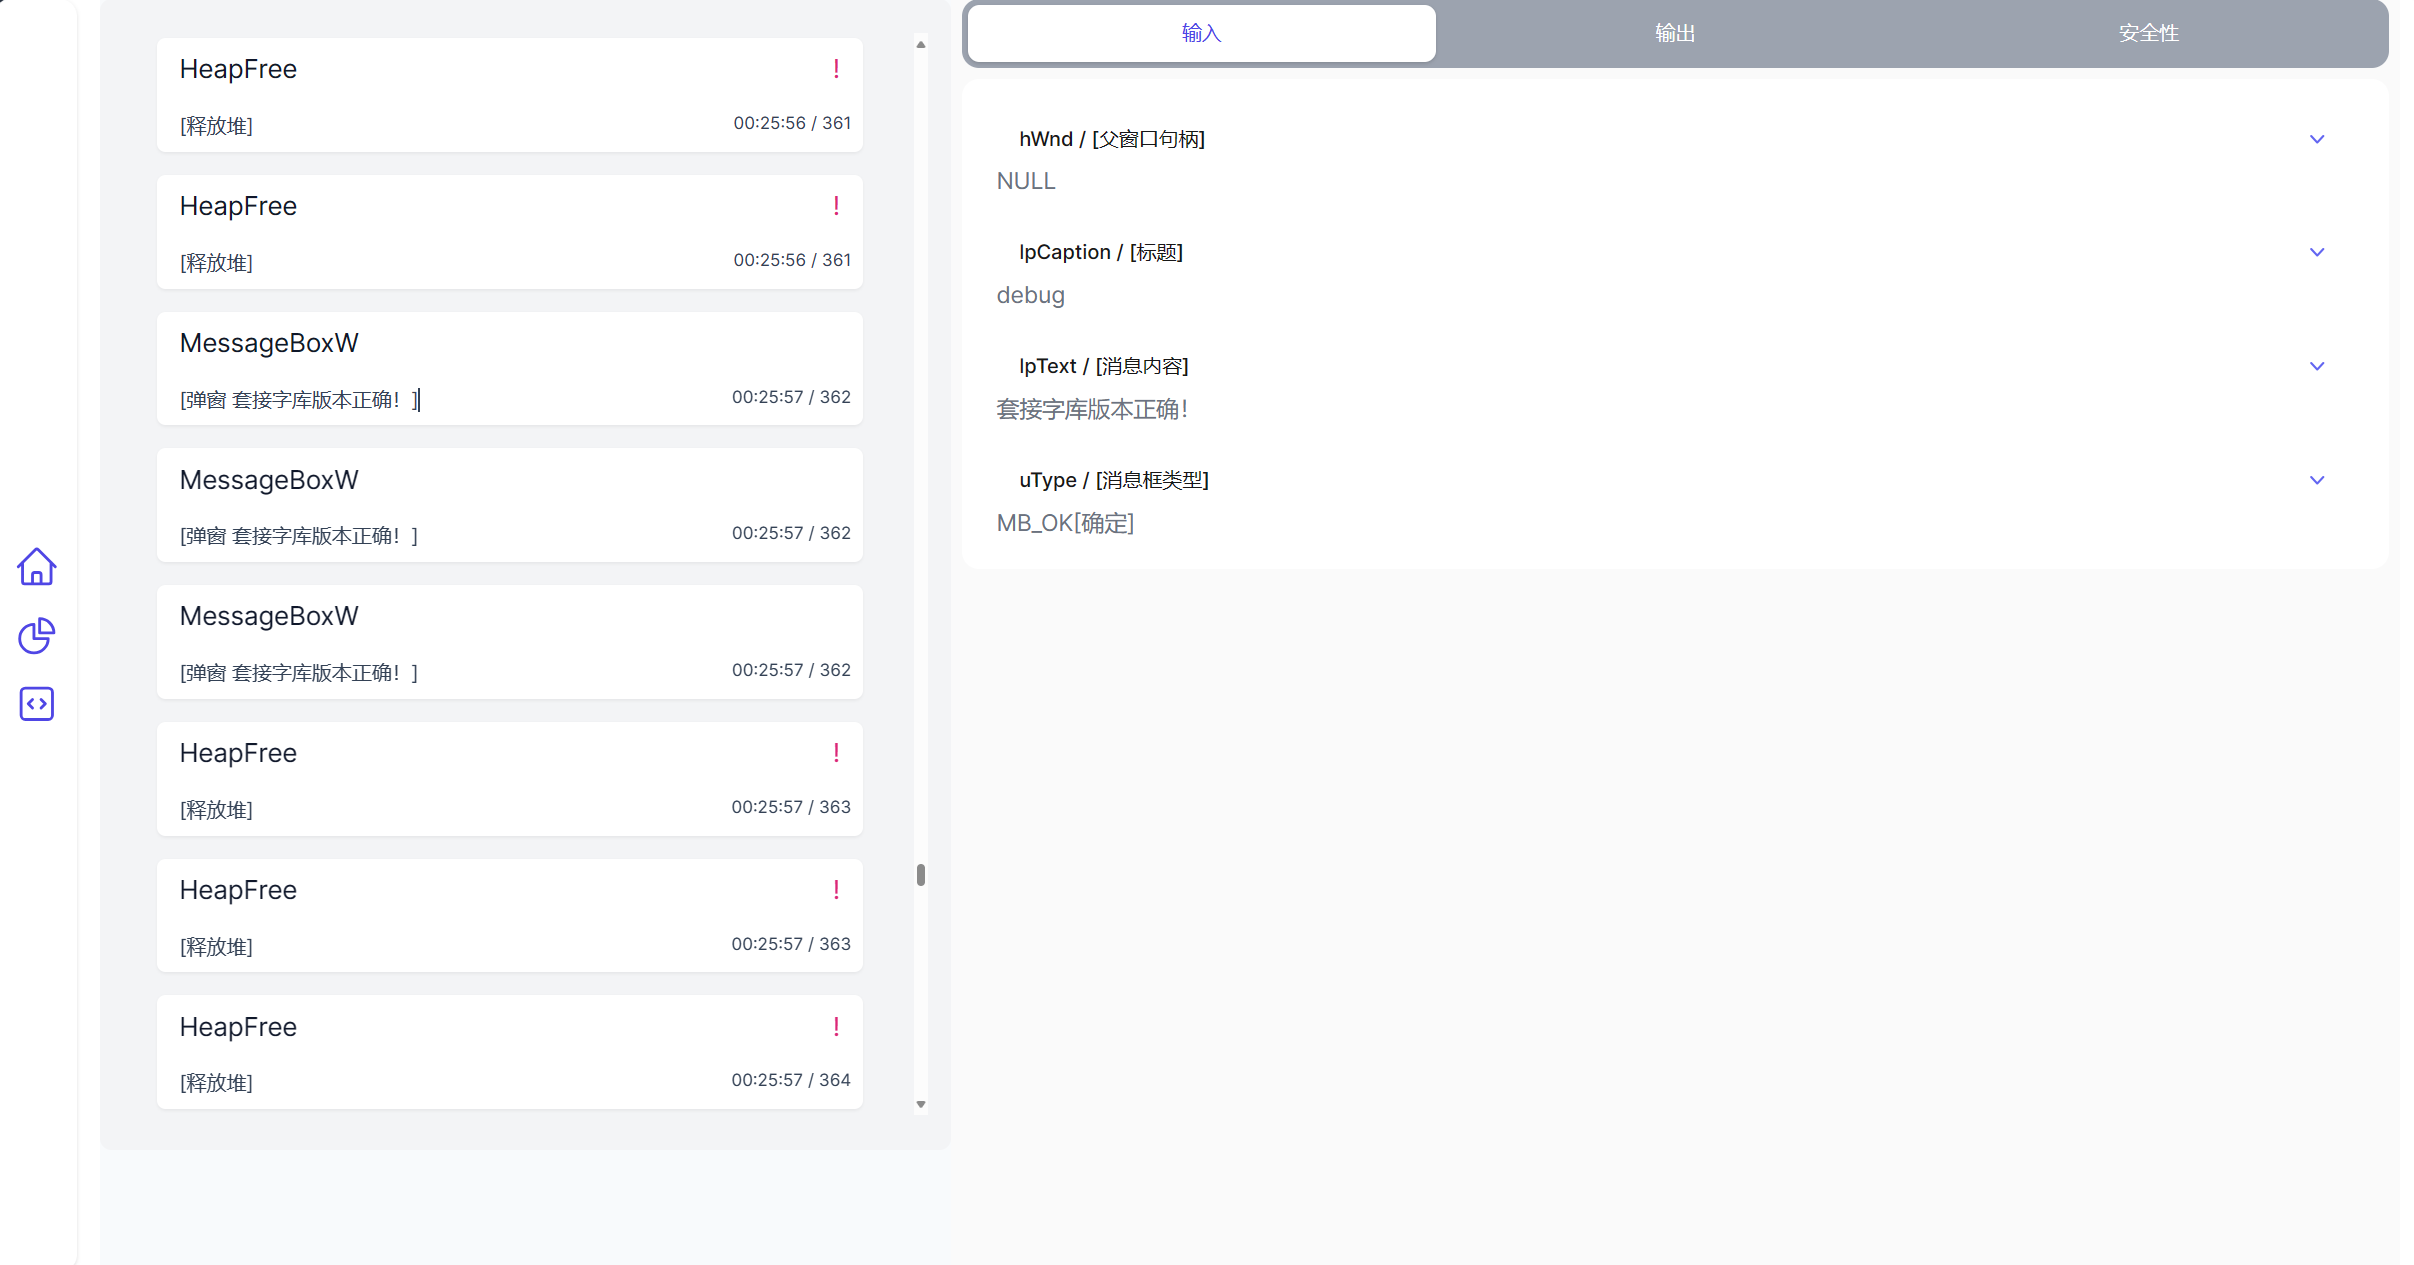 HeapFree
!
[释放堆]
00:25:56 / 361
HeapFree
!
[释放堆]
00:25:56 / 361
MessageBoxW
[弹窗 套接字库版本正确！]
00:25:57 / 362
MessageBoxW
[弹窗 套接字库版本正确！]
00:25:57 / 362
MessageBoxW
[弹窗 套接字库版本正确！]
00:25:57 / 362
HeapFree
!
[释放堆]
00:25:57 / 363
HeapFree
!
[释放堆]
00:25:57 / 363
HeapFree
!
[释放堆]
00:25:57 / 364
输入
输出
安全性
hWnd / [父窗口句柄]
NULL
lpCaption / [标题]
debug
lpText / [消息内容]
套接字库版本正确！
uType / [消息框类型]
MB_OK[确定]